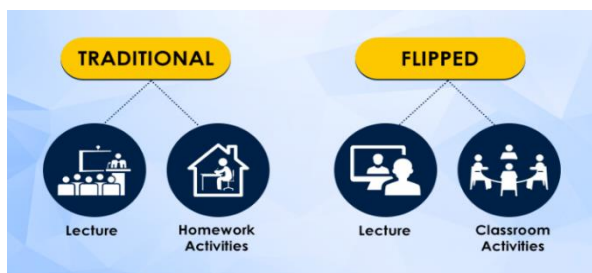 TRADITIONAL
FLIPPED
Lecture
Homework
Activities
Lecture
Classroom
Activities